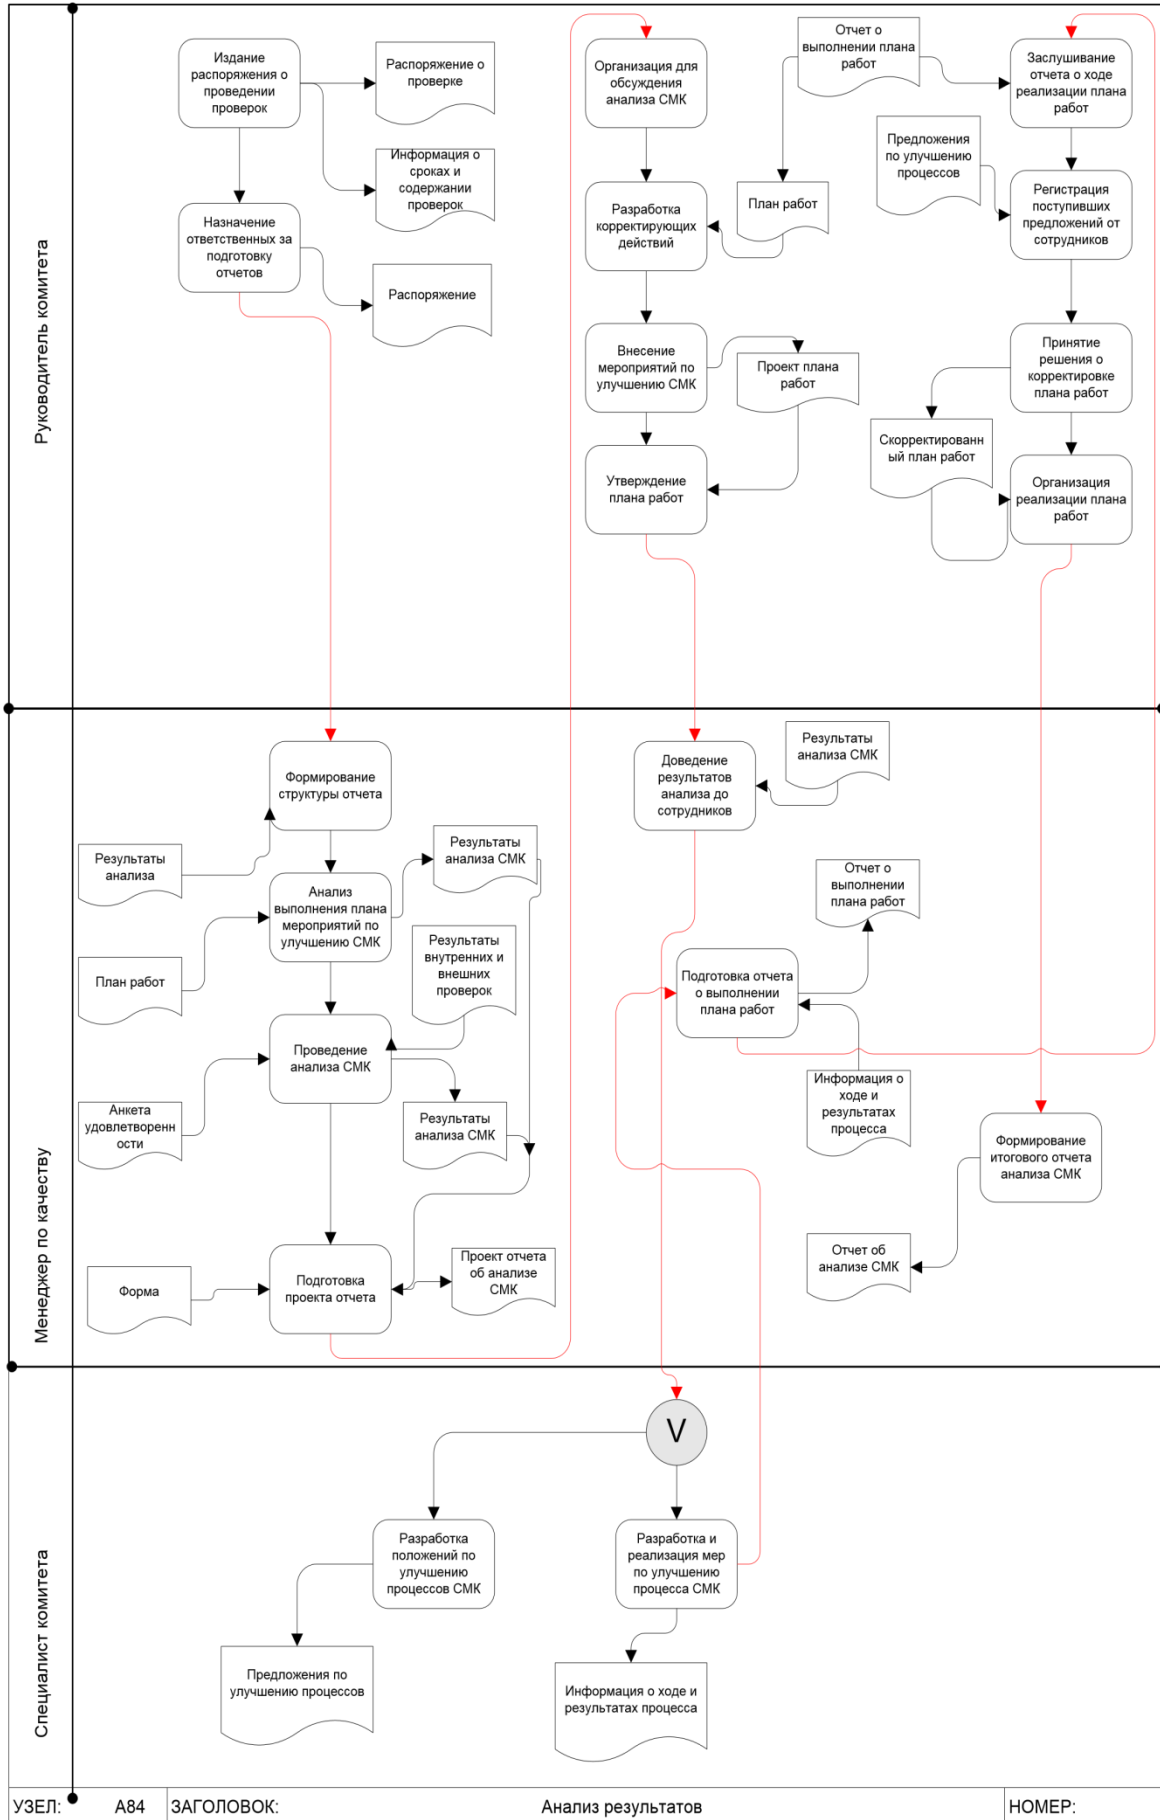 Руководитель комитета
Издание
распоряжения о
проведении
проверок
Распоряжение о
проверке
Информация о
сроках и
содержании
проверок
Назначение
ответственных за
подготовку
отчетов
Распоряжение
Организация для
обсуждения
анализа СМК
Отчет о
выполнении плана
работ
Заслушивание
отчета о ходе
реализации плана
работ
Предложения
по улучшению
процессов
Разработка
корректирующих
действий
План работ
Регистрация
поступивших
предложений от
сотрудников
Внесение
мероприятий по
улучшению СМК
Проект плана
работ
Принятие
решения о
корректировке
плана работ
Скорректированн
ый план работ
Утверждение
плана работ
Организация
реализации плана
работ
Менеджер по качеству
Формирование
структуры отчета
Результаты
анализа
Результаты
анализа СМК
Анализ
выполнения плана
мероприятий по
улучшению СМК
План работ
Результаты
внутренних и
внешних
проверок
Проведение
анализа СМК
Анкета
удовлетворенн
ости
Результаты
анализа СМК
Форма
Подготовка
проекта отчета
Проект отчета
об анализе
СМК
Доведение
результатов
анализа до
сотрудников
Результаты
анализа СМК
Отчет о
выполнении
плана работ
Подготовка отчета
о выполнении
плана работ
Информация о
ходе и
результатах
процесса
Формирование
итогового отчета
анализа СМК
Отчет об
анализе СМК
Специалист комитета
V
Разработка
положений по
улучшению
процессов СМК
Разработка и
реализация мер
по улучшению
процесса СМК
Предложения по
улучшению процессов
Информация о ходе и
результатах процесса
УЗЕЛ: А84 ЗАГОЛОВОК: Анализ результатов НОМЕР: